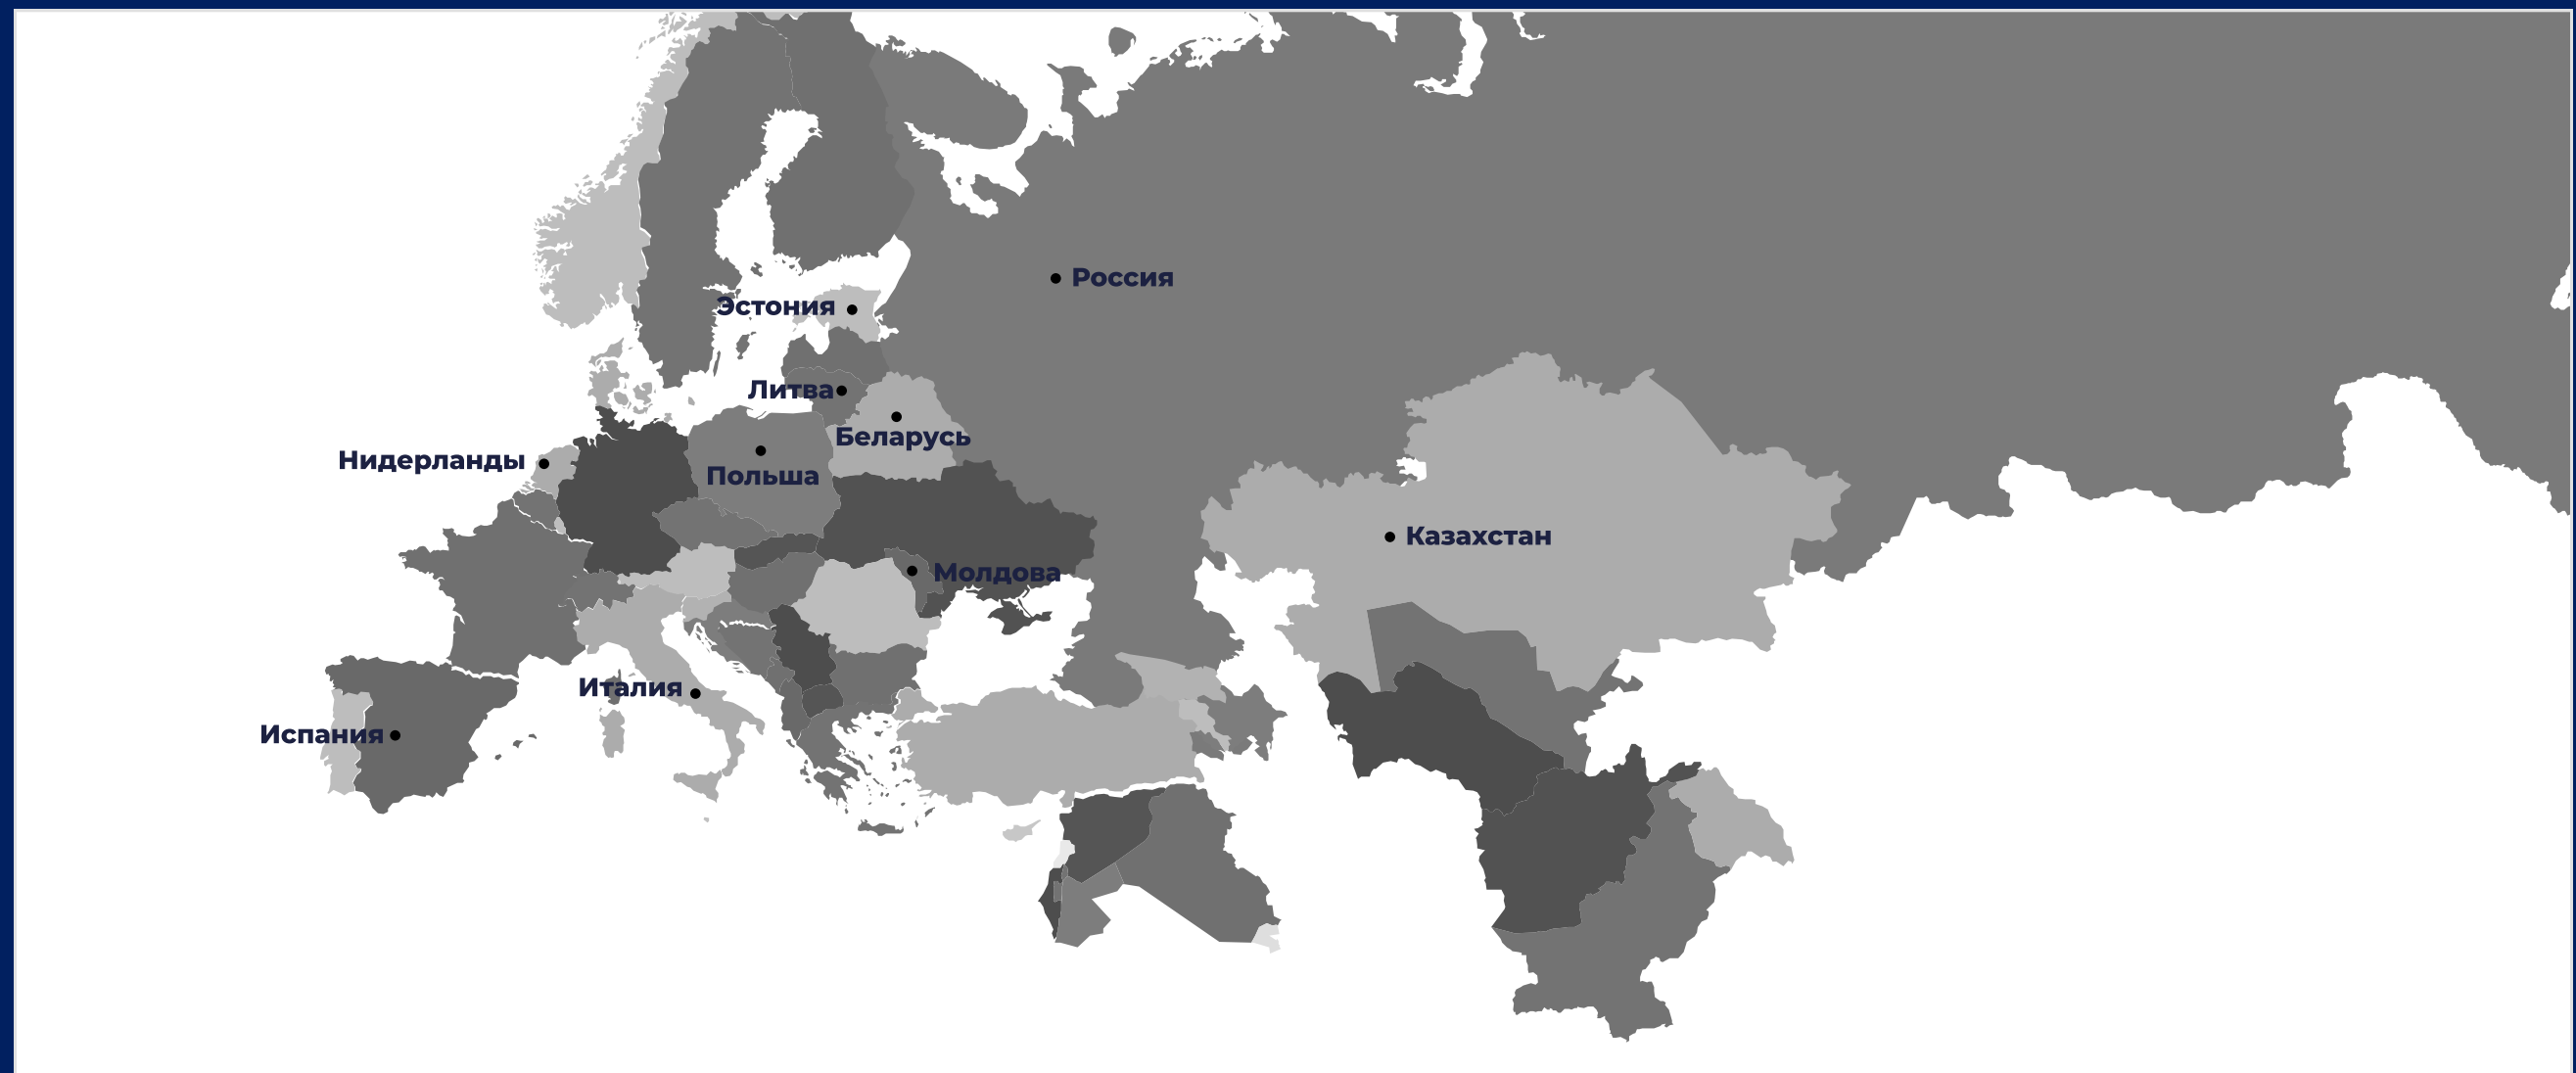 Россия
Эстония
Литва
Беларусь
Нидерланды
Польша
Казахстан
Молдова
Италия
Испания